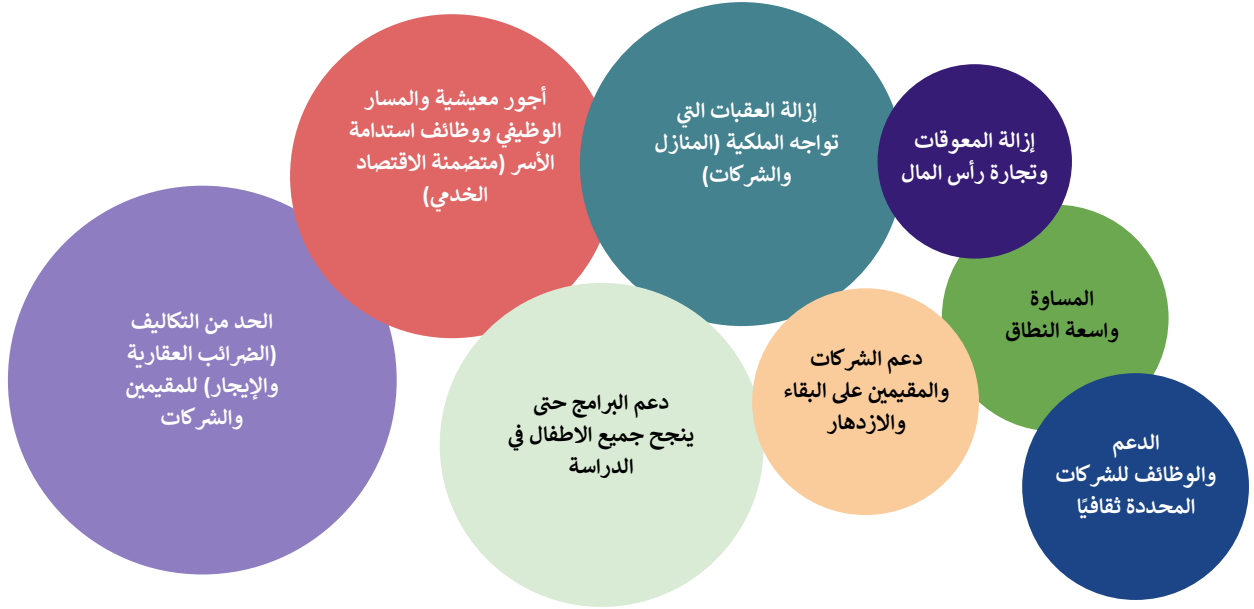 إزالة المعوقات
وتجارة رأس المال
إزالة العقبات التي
تواجه الملكية (المنازل
والشركات)
أجور معيشية والمسار
الوظيفي ووظائف استدامة
الأسر (متضمنة الاقتصاد
الخدمي)
المساوة
واسعة النطاق
الدعم
والوظائف للشركات
المحددة ثقافيًا
دعم الشركات
والمقيمين على البقاء
والازدهار
دعم البرامج حتى
ينجح جميع الاطفال في
الدراسة
الحد من التكاليف
(الضرائب العقارية
والإيجار) للمقيمين
والشركات